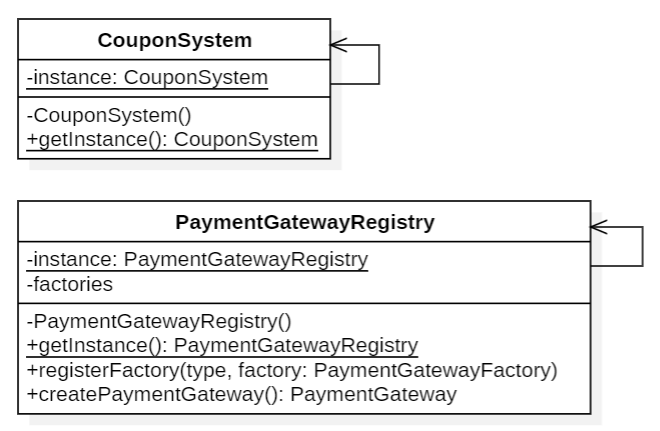 CouponSystem
-instance: CouponSystem
-CouponSystem()
+getInstance(): CouponSystem
PaymentGatewayRegistry
-instance: PaymentGatewayRegistry
-factories
-PaymentGatewayRegistry()
+getInstance(): PaymentGatewayRegistry
+registerFactory(type, factory: PaymentGatewayFactory)
+createPaymentGateway(): PaymentGateway